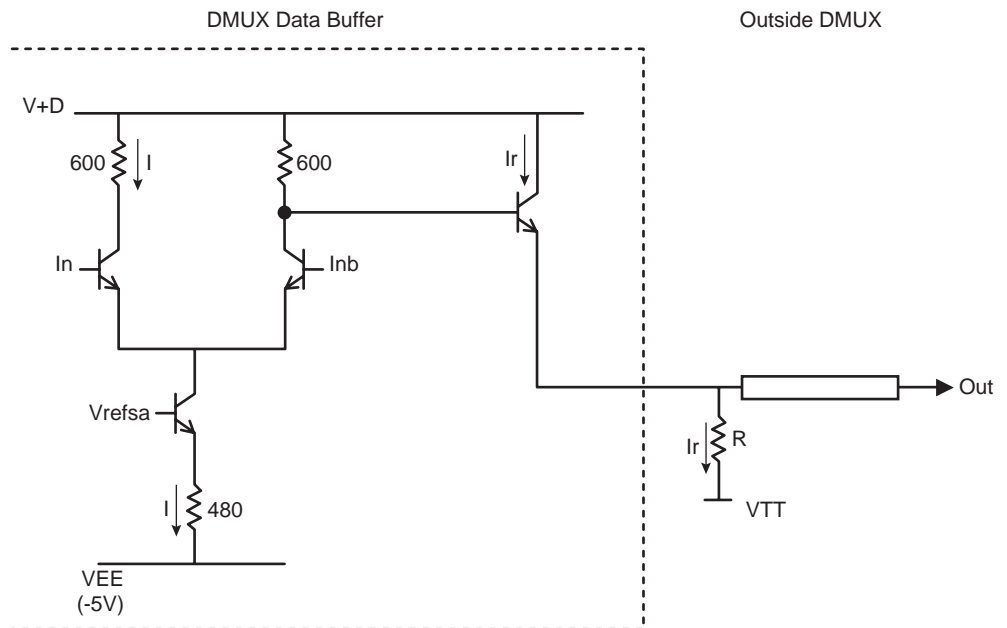 DMUX Data Buffer
Outside DMUX
V+D
600
I
600
Ir
In
Inb
Vrefsa
Out
Ir
R
I
480
VTT
VEE
(-5V)